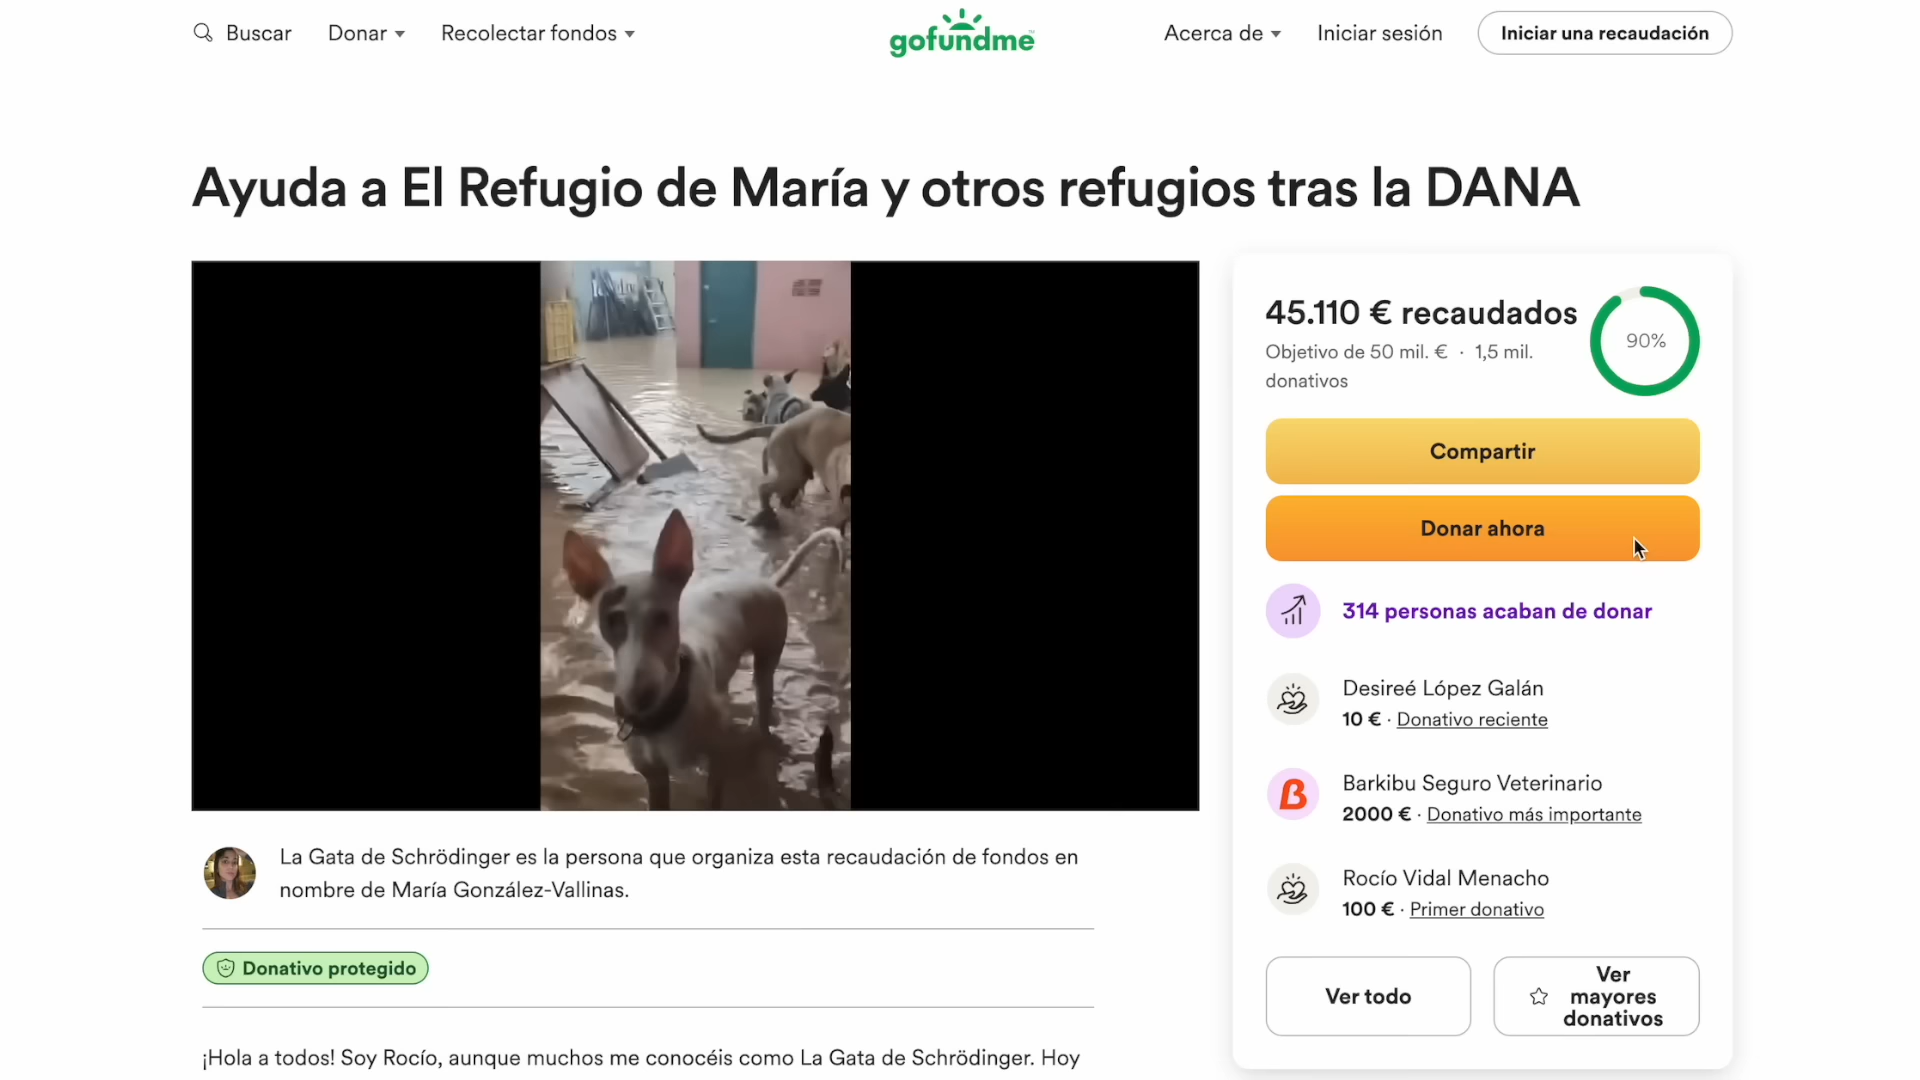 Buscar
Donar
Recolectar fondos
gofundme
Acerca de
Iniciar sesión
Iniciar una recaudación
Ayuda a El Refugio de María y otros refugios tras la DANA
45.110 € recaudados
Objetivo de 50 mil. € · 1,5 mil.
donativos
90%
Compartir
Donar ahora
314 personas acaban de donar
Desireé López Galán
10 € · Donativo reciente
Barkibu Seguro Veterinario
2000 € · Donativo más importante
Rocío Vidal Menacho
100 € · Primer donativo
Ver todo
Ver
mayores
donativos
La Gata de Schrödinger es la persona que organiza esta recaudación de fondos en
nombre de María González-Vallinas.
Donativo protegido
¡Hola a todos! Soy Rocío, aunque muchos me conocéis como La Gata de Schrödinger. Hoy